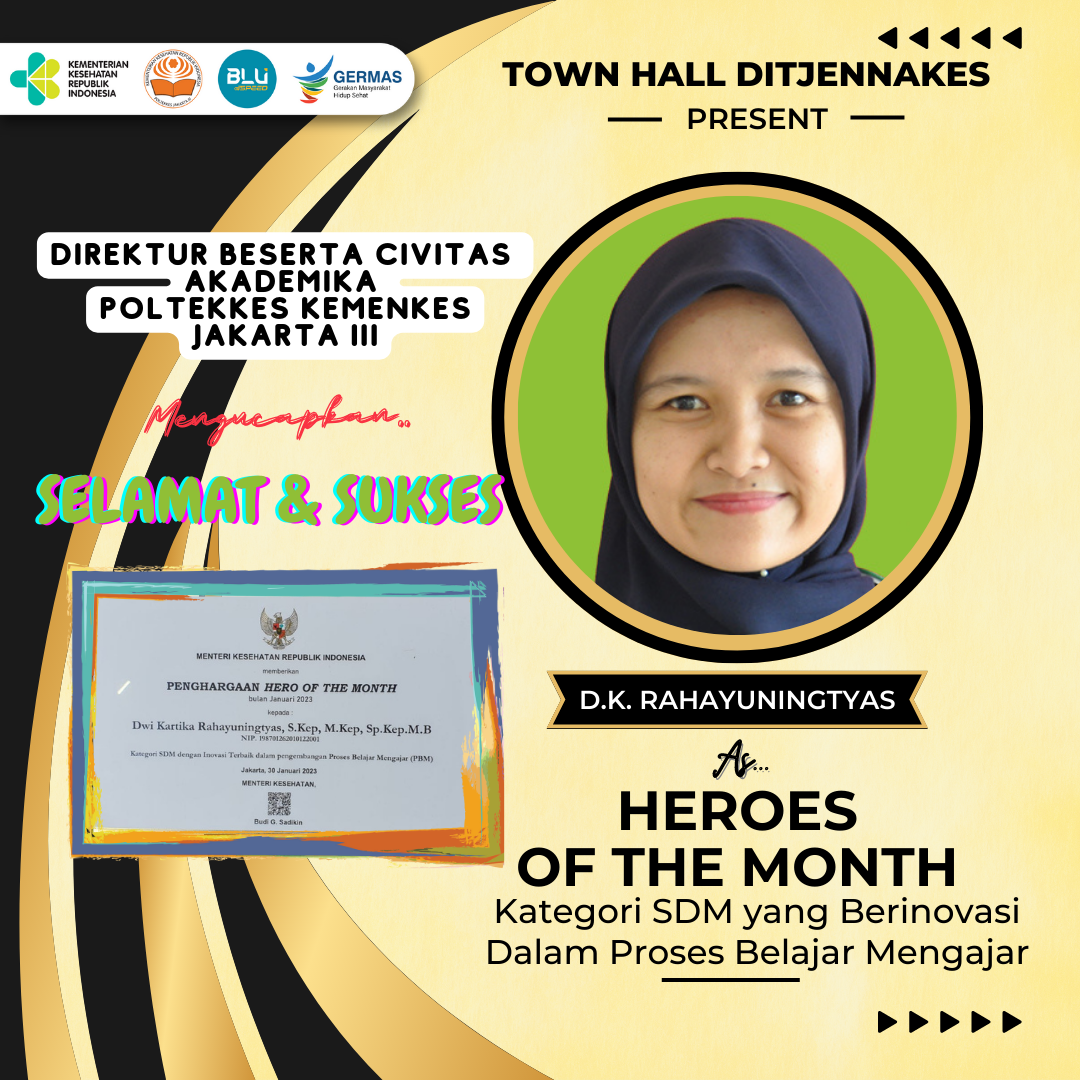 KEMENTERIAN
KESEHATAN
REPUBLIK
INDONESIA
BLU
SPEED
GERMAS
Gerakan Masyarakat
Hidup Sehat
TOWN HALL DITJENNAKES
PRESENT
DIREKTUR BESERTA CIVITAS
AKADEMIKA
POLTEKKES KEMENKES
JAKARTA III
Mengucapkan..
SELAMAT & SUKSES
MENTERI KESEHATAN REPUBLIK INDONESIA
memberikan
PENGHARGAAN HERO OF THE MONTH
bulan Januari 2023
kepada :
Dwi Kartika Rahayuningtyas, S.Kep, M.Kep, Sp.Kep.M.B
NIP. 198701262010122001
Kategori SDM dengan Inovasi Terbaik dalam pengembangan Proses Belajar Mengajar (PBM)
Jakarta, 30 Januari 2023
MENTERI KESEHATAN,
Budi G. Sadikin
D.K. RAHAYUNINGTYAS
As...
HEROES
OF THE MONTH
Kategori SDM yang Berinovasi
Dalam Proses Belajar Mengajar